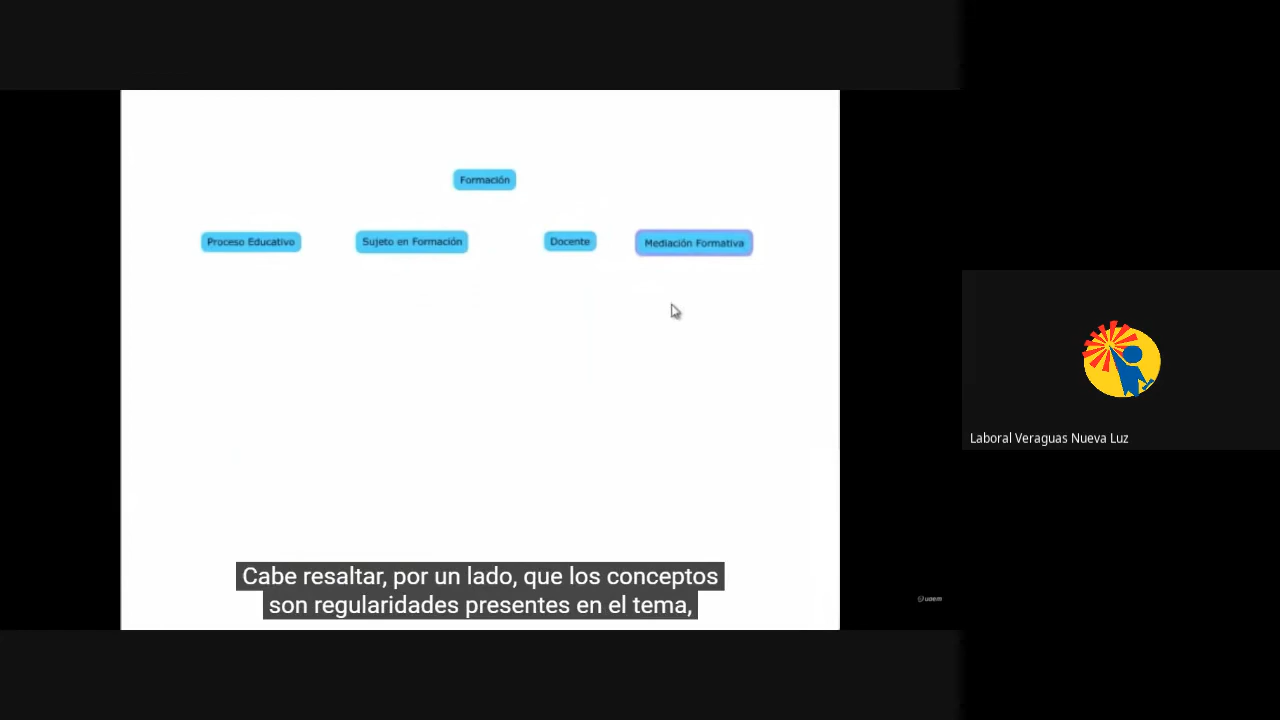 Formación
Proceso Educativo
Sujeto en Formación
Docente
Mediación Formativa
Cabe resaltar, por un lado, que los conceptos
son regularidades presentes en el tema,
uaem
Laboral Veraguas Nueva Luz